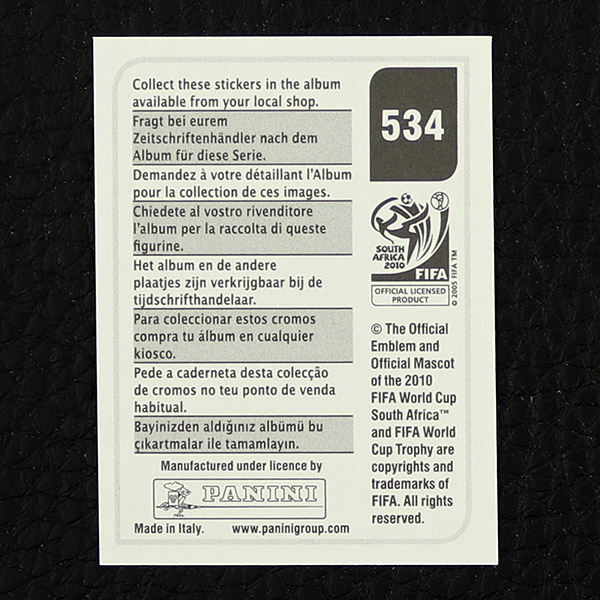 Collect these stickers in the album
available from your local shop.
Fragt bei eurem
Zeitschriftenhändler nach dem
Album für diese Serie.
Demandez à votre détaillant l'Album
pour la collection de ces images.
Chiedete al vostro rivenditore
l'album per la raccolta di queste
figurine.
Het album en de andere
plaatjes zijn verkrijgbaar bij de
tijdschrifthandelaar.
Para coleccionar estos cromos
compra tu álbum en cualquier
kiosco.
Pede a caderneta desta colecção
de cromos no teu ponto de venda
habitual.
Bayinizden aldığınız albümü bu
çıkartmalar ile tamamlayın.
Manufactured under licence by
PANINI
Made in Italy. www.paninigroup.com
534
SOUTH
AFRICA
2010
FIFA
OFFICIAL LICENSED
PRODUCT
© 2005 FIFA TM
© The Official
Emblem and
Official Mascot
of the 2010
FIFA World Cup
South Africa™
and FIFA World
Cup Trophy are
copyrights and
trademarks of
FIFA. All rights
reserved.